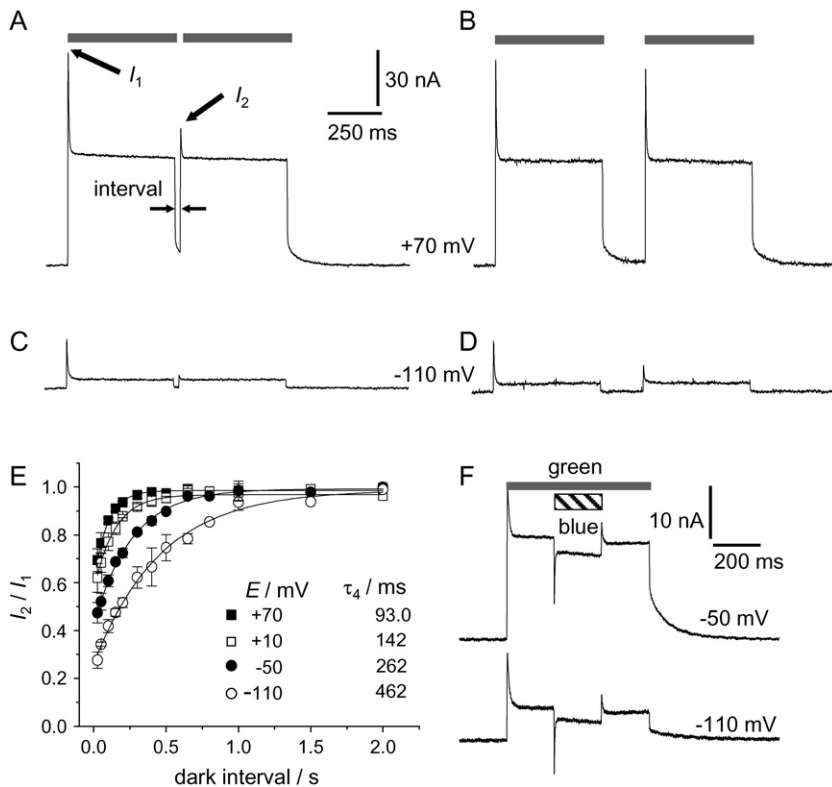 A
I1
I2
30 nA
250 ms
interval
+70 mV
B
C
-110 mV
D
E
1.0
0.8
0.6
0.4
0.2
0.0
I2 / I1
E / mV τ4 / ms
+70 93.0
+10 142
-50 262
-110 462
0.0 0.5 1.0 1.5 2.0
dark interval / s
F
green
blue
10 nA
200 ms
-50 mV
-110 mV